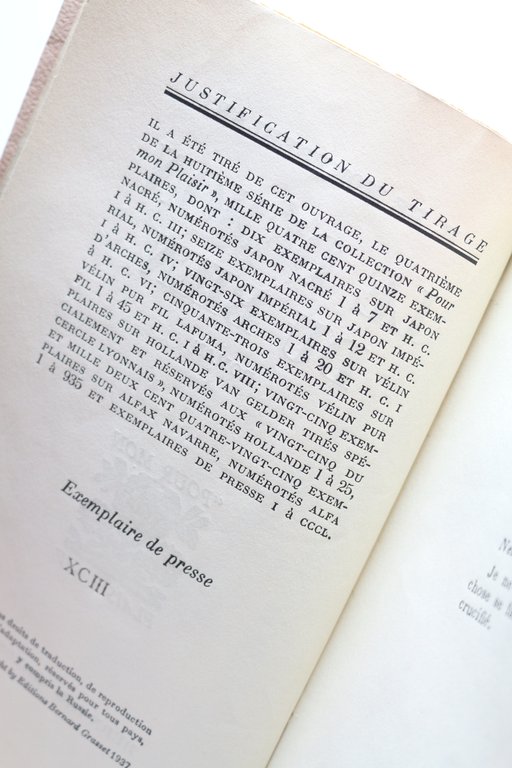 JUSTIFICATION DU TIRAGE
IL A ÉTÉ TIRÉ DE CET OUVRAGE, LE QUATRIÈME
DE LA HUITIÈME SÉRIE DE LA COLLECTION « Pour
mon Plaisir », MILLE QUATRE CENT QUINZE EXEM-
PLAIRES, DONT : DIX EXEMPLAIRES SUR JAPON
NACRÉ, NUMÉROTÉS JAPON NACRÉ 1 à 7 ET H. C.
I à H. C. III; SEIZE EXEMPLAIRES SUR JAPON IMPÉ-
RIAL, NUMÉROTÉS JAPON IMPÉRIAL 1 à 12 ET H. C.
I à H. C. IV; VINGT-SIX EXEMPLAIRES SUR VÉLIN
D'ARCHES, NUMÉROTÉS ARCHES 1 à 20 ET H. C. I
à H. C. VI; CINQUANTE-TROIS EXEMPLAIRES SUR
VÉLIN PUR FIL LAFUMA, NUMÉROTÉS VÉLIN PUR
FIL 1 à 45 ET H. C. I à H. C. VIII; VINGT-CINQ EXEM-
PLAIRES SUR HOLLANDE VAN GELDER TIRÉS SPÉ-
CIALEMENT ET RÉSERVÉS AUX « VINGT-CINQ DU
CERCLE LYONNAIS », NUMÉROTÉS HOLLANDE 1 à 25,
ET MILLE DEUX CENT QUATRE-VINGT-CINQ EXEM-
PLAIRES SUR ALFAX NAVARRE, NUMÉROTÉS ALFA
1 à 935 ET EXEMPLAIRES DE PRESSE I à CCCL.
Exemplaire de presse
XCIII
droits de traduction, de reproduction
d'adaptation, réservés pour tous pays,
y compris la Russie.
by Editions Bernard Grasset 1937
Je
chose se
crucifié.